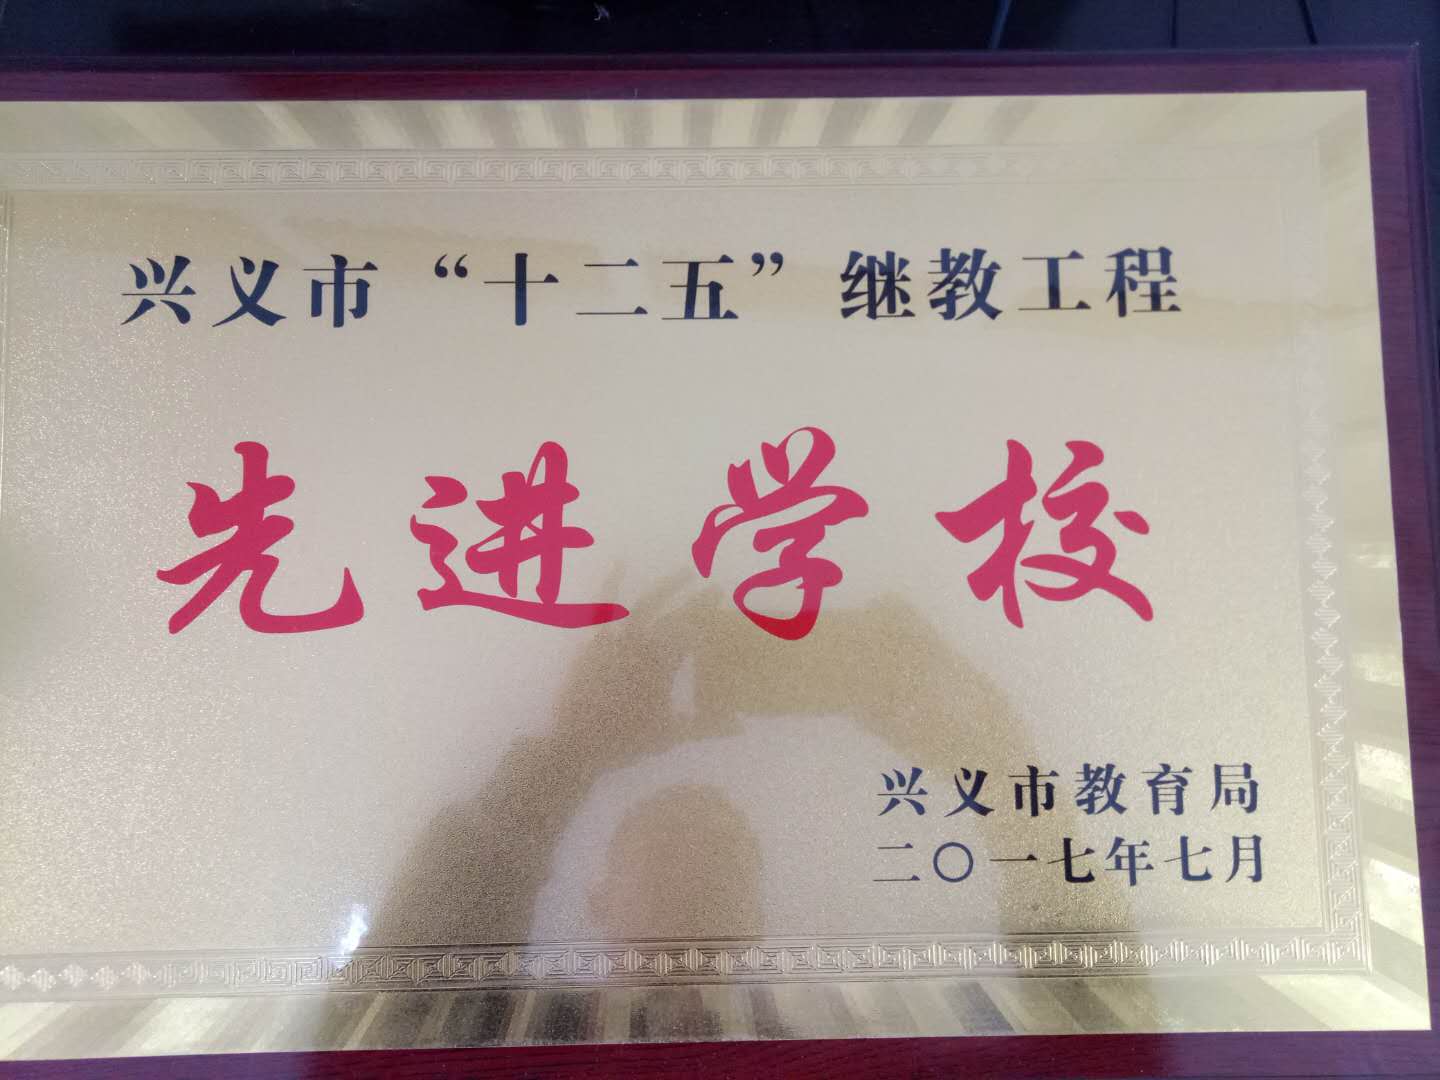 兴义市“十二五”继教工程
先进学校
兴义市教育局
二〇一七年七月